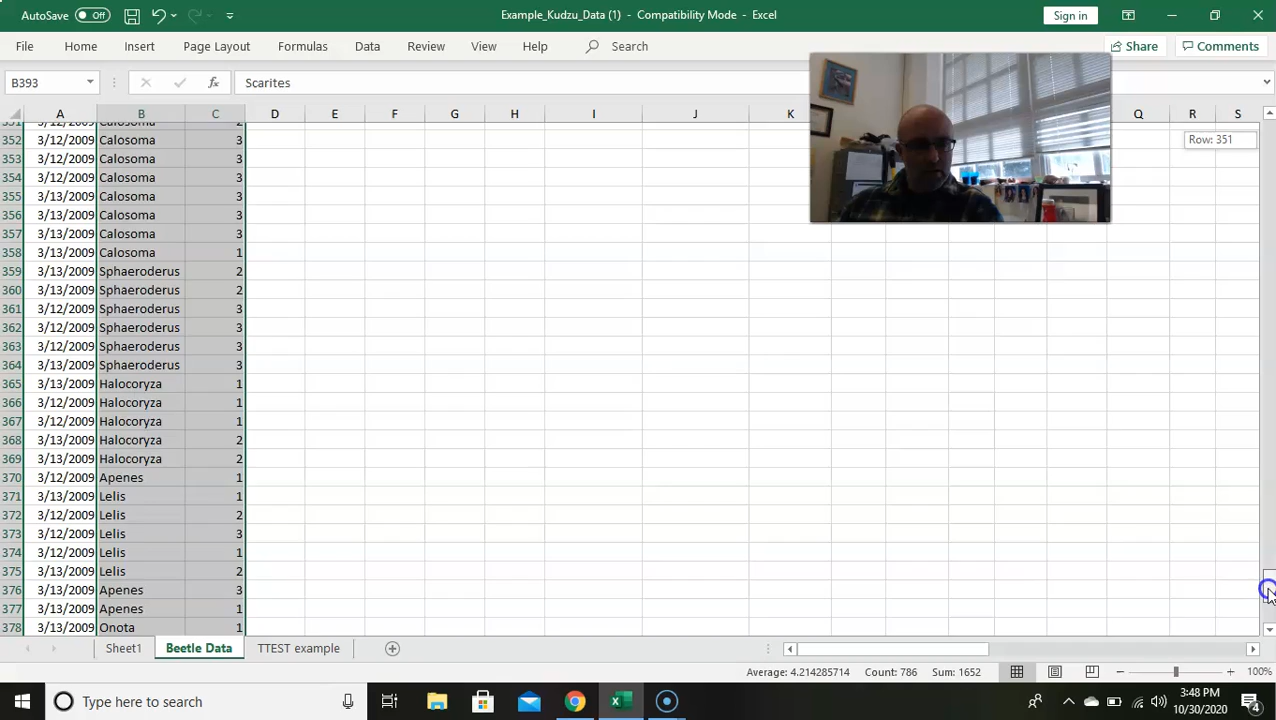 AutoSave Off Example_Kudzu_Data (1) - Compatibility Mode - Excel Sign in
File Home Insert Page Layout Formulas Data Review View Help Search Share Comments
B393 fx Scarites
A B C D E F G H I J K Q R S
Row: 351
352 3/12/2009 Calosoma 3
353 3/12/2009 Calosoma 3
354 3/12/2009 Calosoma 3
355 3/13/2009 Calosoma 3
356 3/13/2009 Calosoma 3
357 3/13/2009 Calosoma 3
358 3/13/2009 Calosoma 1
359 3/13/2009 Sphaeroderus 2
360 3/13/2009 Sphaeroderus 2
361 3/12/2009 Sphaeroderus 3
362 3/12/2009 Sphaeroderus 3
363 3/12/2009 Sphaeroderus 3
364 3/13/2009 Sphaeroderus 3
365 3/13/2009 Halocoryza 1
366 3/12/2009 Halocoryza 1
367 3/12/2009 Halocoryza 1
368 3/13/2009 Halocoryza 2
369 3/13/2009 Halocoryza 2
370 3/12/2009 Apenes 1
371 3/13/2009 Lelis 1
372 3/12/2009 Lelis 2
373 3/12/2009 Lelis 3
374 3/12/2009 Lelis 1
375 3/13/2009 Lelis 2
376 3/13/2009 Apenes 3
377 3/13/2009 Apenes 1
378 3/13/2009 Onota 1
Sheet1 Beetle Data TTEST example
Average: 4.214285714 Count: 786 Sum: 1652 100%
Type here to search 3:48 PM
10/30/2020 4